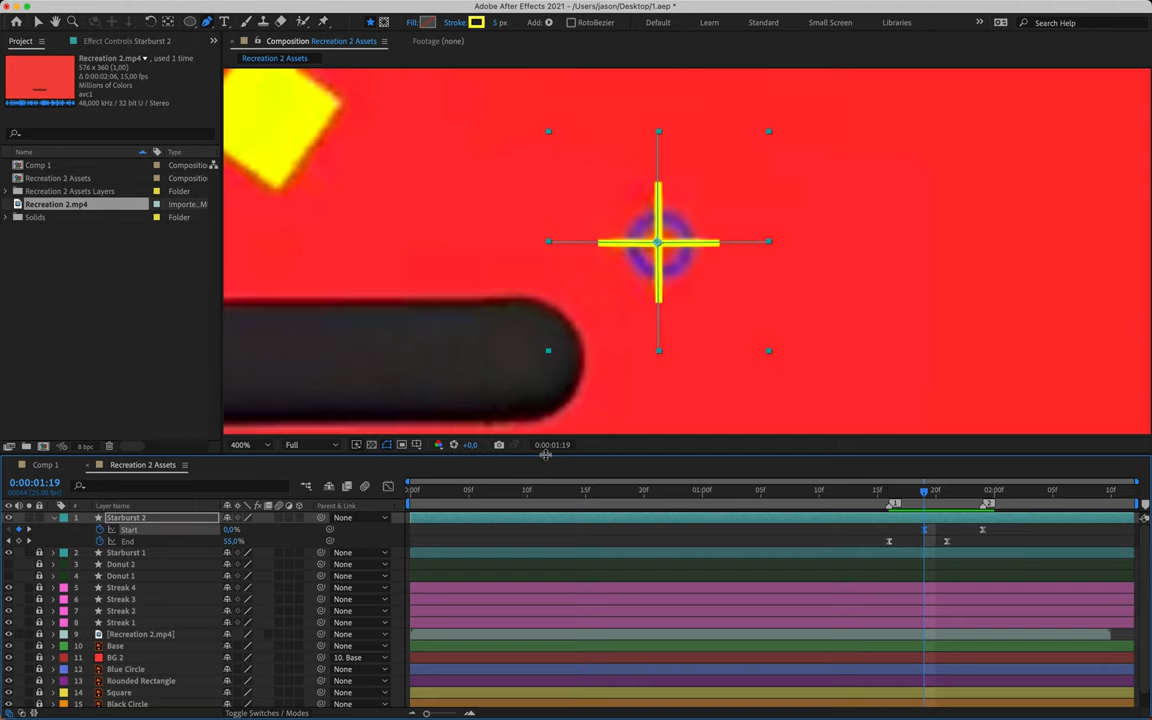 Adobe After Effects 2021 - /Users/jason/Desktop/1.aep *
Fill: Stroke: 5 px Add: RotoBezier Default Learn Standard Small Screen Libraries Search Help
Project Effect Controls Starburst 2 Composition Recreation 2 Assets Footage (none)
Recreation 2 Assets
Recreation 2.mp4 , used 1 time
576 x 360 (1,00)
Δ 0:00:02:06, 15,00 fps
Millions of Colors
avc1
48,000 kHz / 32 bit U / Stereo
Name Type
Comp 1 Compositio
Recreation 2 Assets Compositio
Recreation 2 Assets Layers Folder
Recreation 2.mp4 Importe...M
Solids Folder
8 bpc 400% Full +0,0 0:00:01:19
Comp 1 Recreation 2 Assets
0:00:01:19
00044 (25.00 fps)
0:00f 05f 10f 15f 20f 01:00f 05f 10f 15f 20f 02:00f 05f 10f
1 2
# Layer Name Parent & Link
1 Starburst 2 None
Start 0,0%
End 55,0%
2 Starburst 1 None
3 Donut 2 None
4 Donut 1 None
5 Streak 4 None
6 Streak 3 None
7 Streak 2 None
8 Streak 1 None
9 [Recreation 2.mp4] None
10 Base None
11 BG 2 10. Base
12 Blue Circle None
13 Rounded Rectangle None
14 Square None
15 Black Circle None
Toggle Switches / Modes